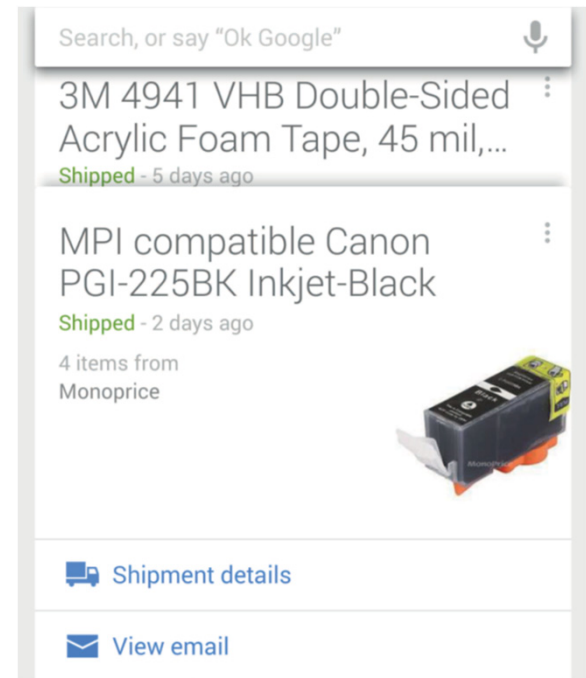 Search, or say “Ok Google”
3M 4941 VHB Double-Sided
Acrylic Foam Tape, 45 mil,...
Shipped - 5 days ago
MPI compatible Canon
PGI-225BK Inkjet-Black
Shipped - 2 days ago
4 items from
Monoprice
Black
MonoPrice
Shipment details
View email